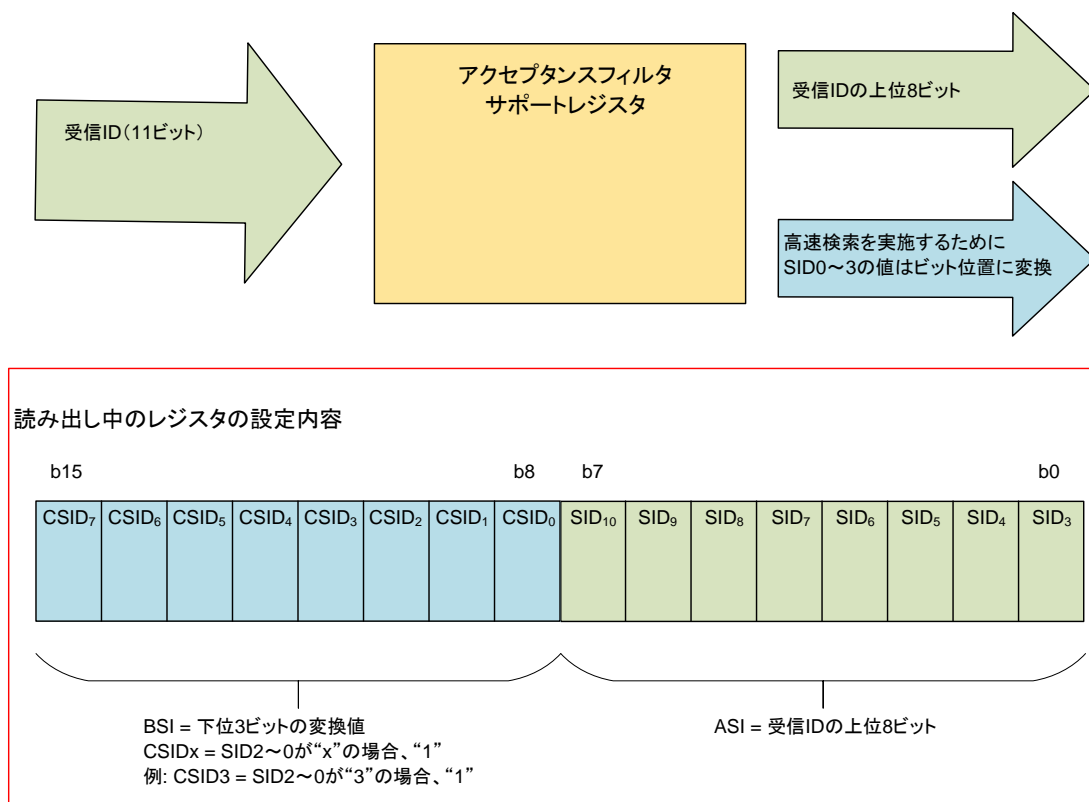 受信ID（11ビット）
アクセプタンスフィルタ
サポートレジスタ
受信IDの上位8ビット
高速検索を実施するために
SID0～3の値はビット位置に変換
読み出し中のレジスタの設定内容
b15 b8 b7 b0
CSID7 CSID6 CSID5 CSID4 CSID3 CSID2 CSID1 CSID0 SID10 SID9 SID8 SID7 SID6 SID5 SID4 SID3
BSI = 下位3ビットの変換値
CSIDx = SID2～0が“x”の場合、“1”
例: CSID3 = SID2～0が“3”の場合、“1”
ASI = 受信IDの上位8ビット